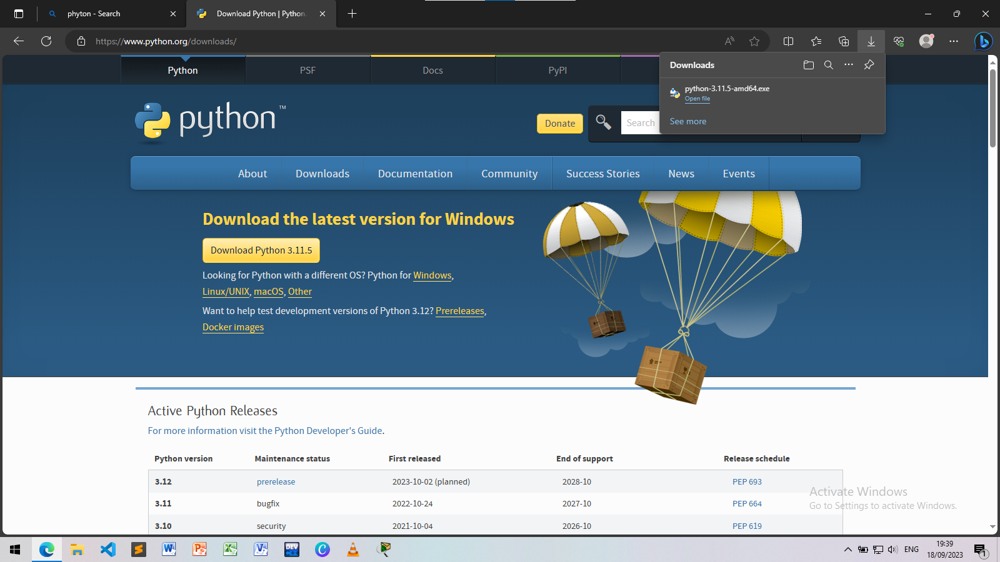 phyton - Search
Download Python | Python.
https://www.python.org/downloads/
Python
PSF
Docs
PyPI
Downloads
python-3.11.5-amd64.exe
Open file
See more
python™
Donate
Search
About
Downloads
Documentation
Community
Success Stories
News
Events
Download the latest version for Windows
Download Python 3.11.5
Looking for Python with a different OS? Python for Windows,
Linux/UNIX, macOS, Other
Want to help test development versions of Python 3.12? Prereleases,
Docker images
Active Python Releases
For more information visit the Python Developer's Guide.
Python version Maintenance status First released End of support Release schedule
3.12 prerelease 2023-10-02 (planned) 2028-10 PEP 693
3.11 bugfix 2022-10-24 2027-10 PEP 664
3.10 security 2021-10-04 2026-10 PEP 619
Activate Windows
Go to Settings to activate Windows.
DEV
C++
ENG
19:39
18/09/2023
1